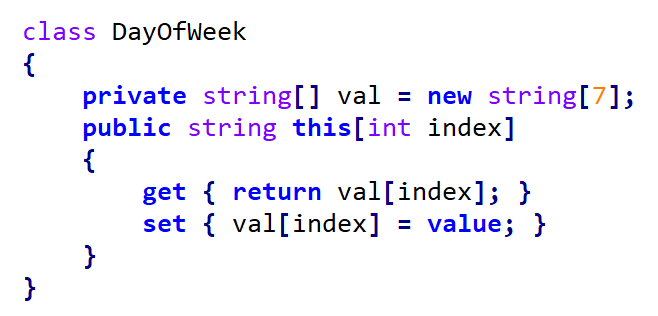 class DayOfWeek
{
    private string[] val = new string[7];
    public string this[int index]
    {
        get { return val[index]; }
        set { val[index] = value; }
    }
}